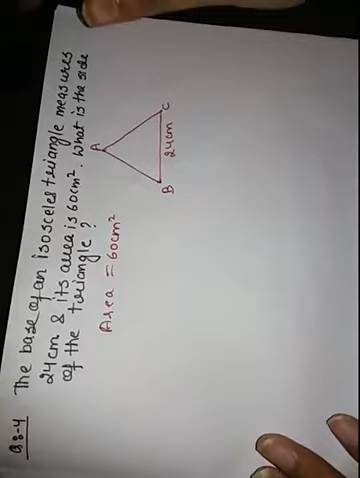 Q:-4 The base of an isosceles triangle measures
24cm & its area is 60cm². What is the side
of the triangle?
A
B
24cm
C
Area = 60cm²